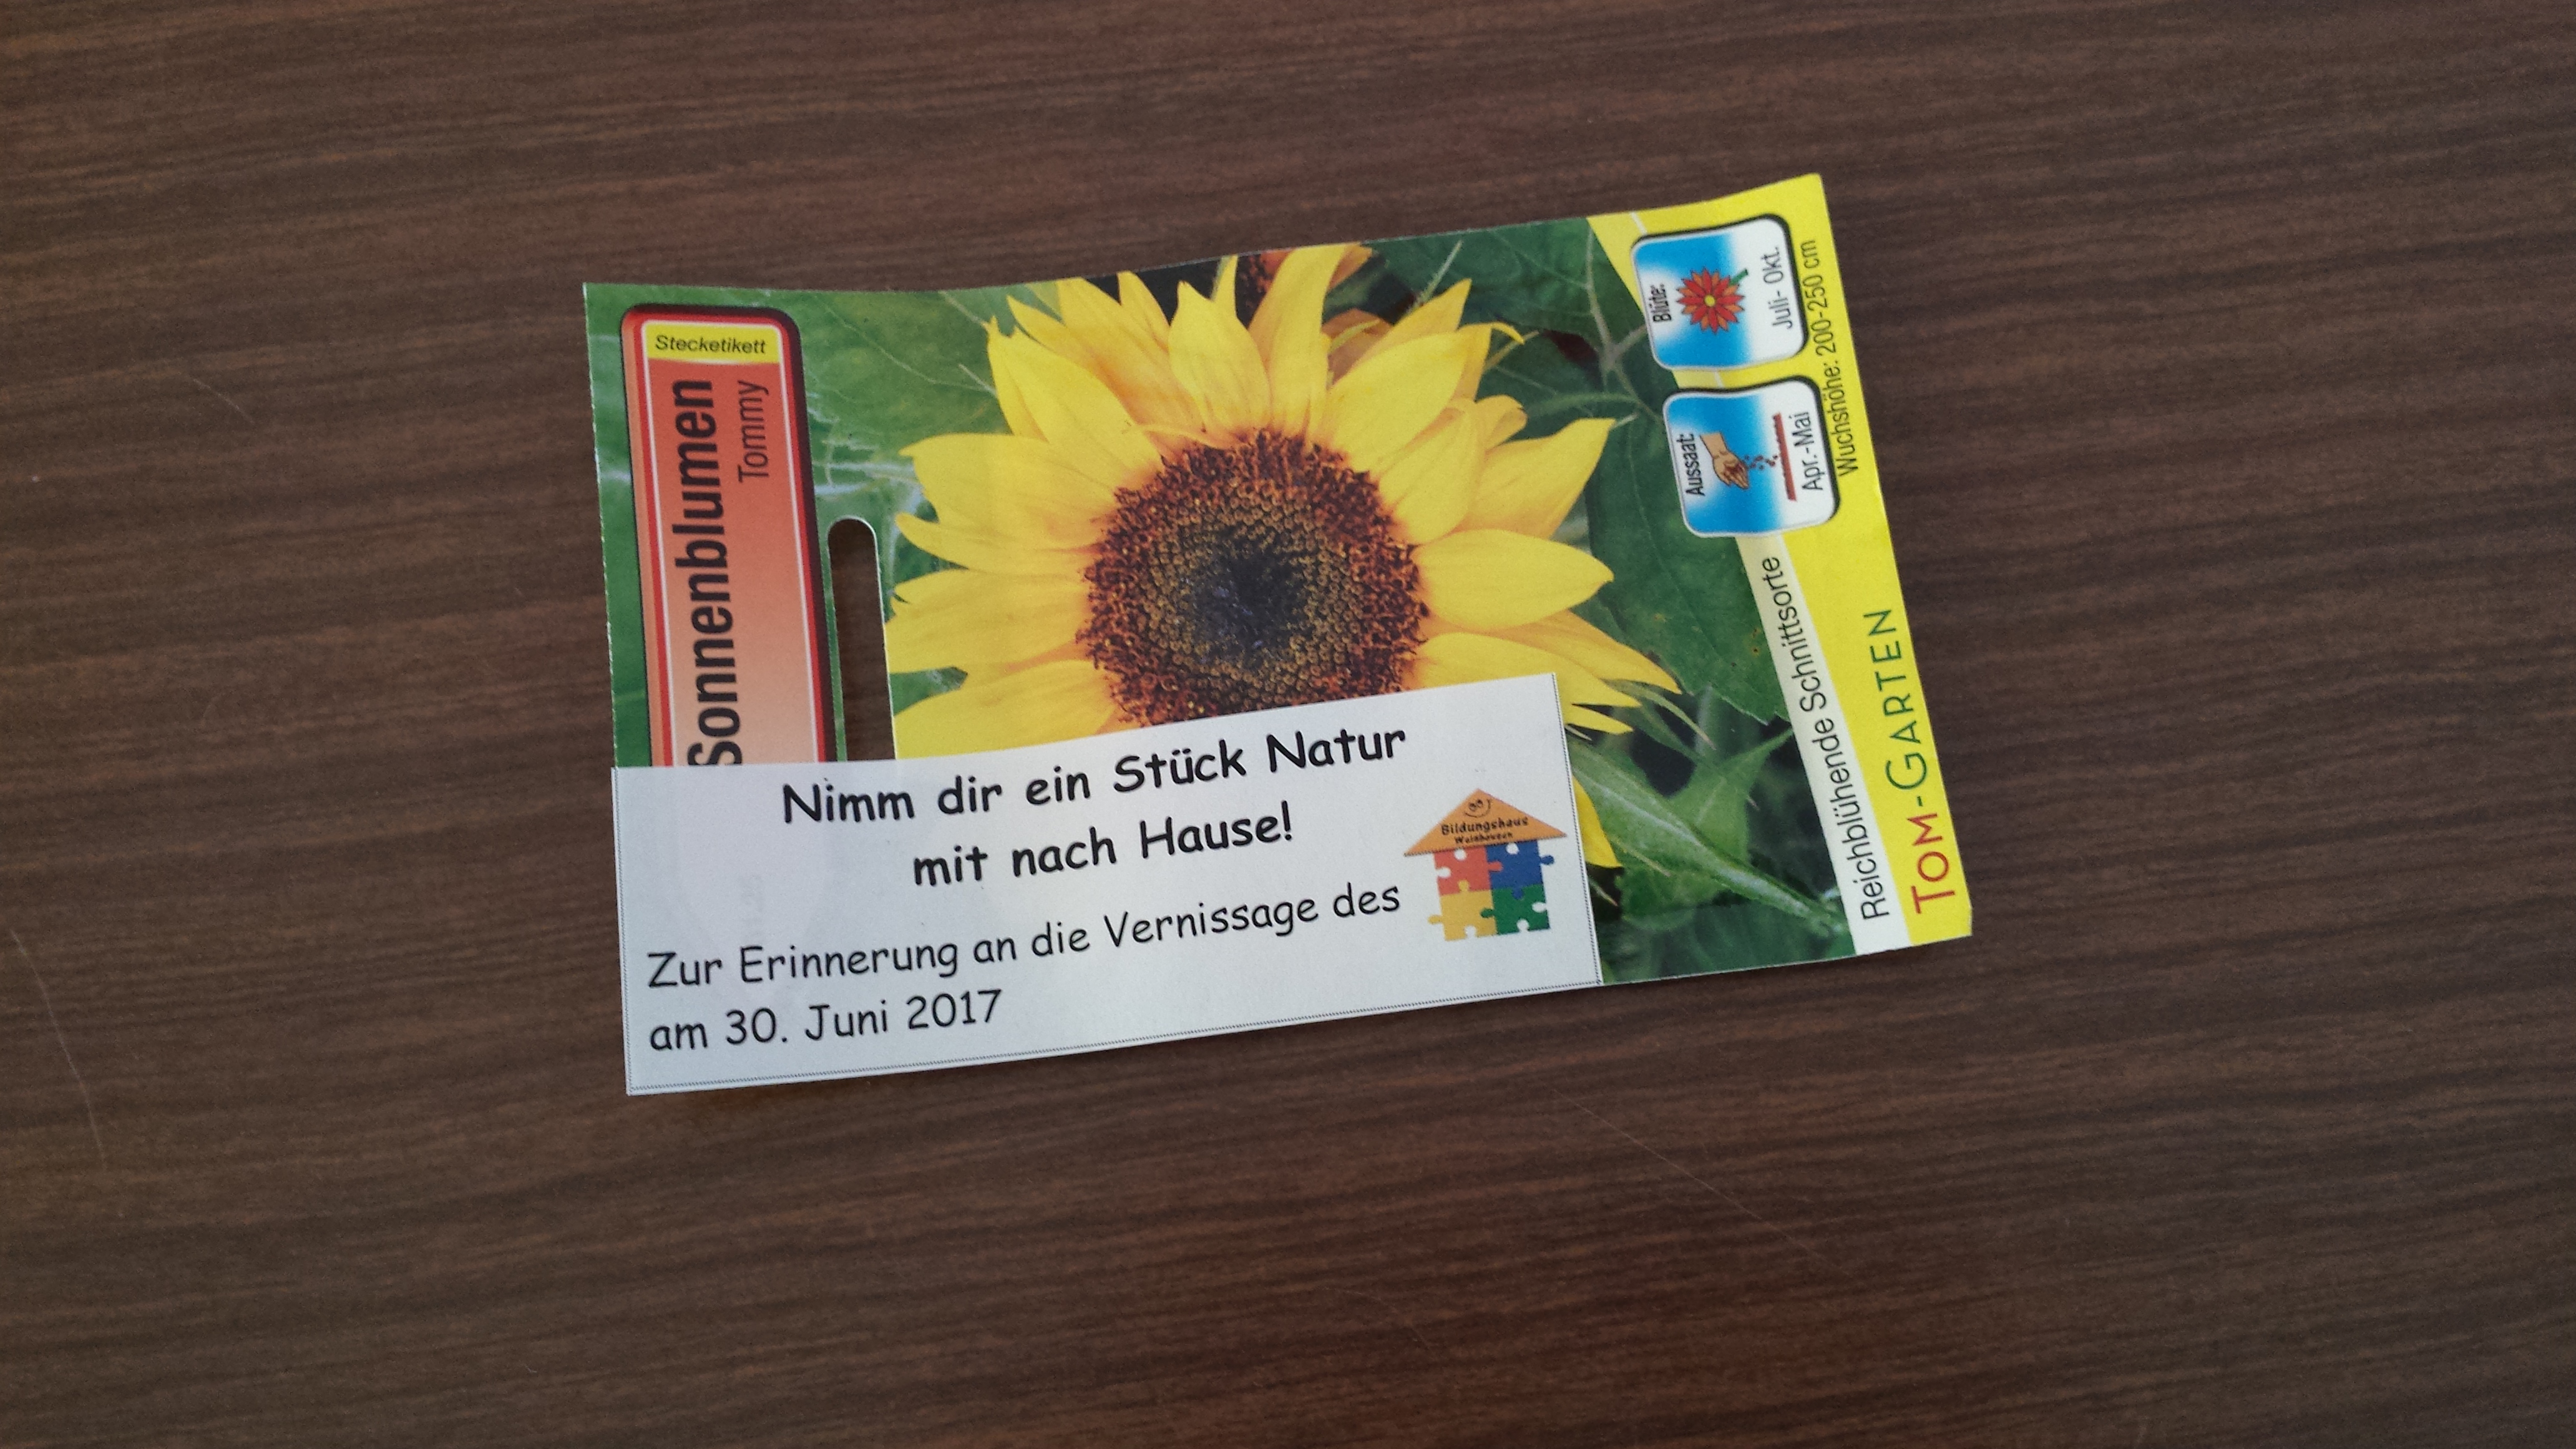 Stecketikett
Sonnenblumen
Tommy
Blüte:
Juli- Okt.
Aussaat:
Apr.-Mai
Wuchshöhe: 200-250 cm
Reichblühende Schnittsorte
TOM-GARTEN
Nimm dir ein Stück Natur
mit nach Hause!
Zur Erinnerung an die Vernissage des
am 30. Juni 2017
Bildungshaus